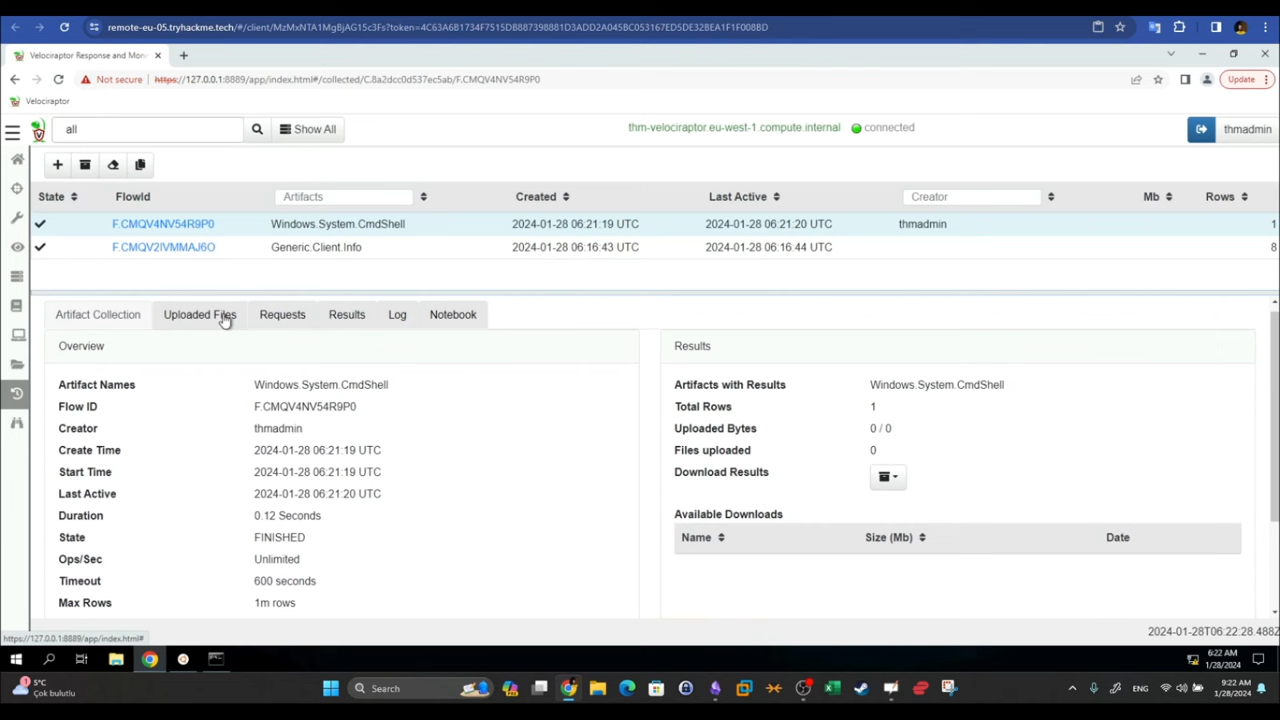 remote-eu-05.tryhackme.tech/#/client/MzMxNTA1MgBjAG15c3Fs?token=4C63A6B1734F7515DB887398881D3ADD2A045BC053167ED5DE32BEA1F1F008BD
Velociraptor Response and Mon
Not secure https://127.0.0.1:8889/app/index.html#/collected/C.8a2dcc0d537ec5ab/F.CMQV4NV54R9P0 Update
Velociraptor
all Show All thm-velociraptor.eu-west-1.compute.internal connected thmadmin
State FlowId Artifacts Created Last Active Creator Mb Rows
F.CMQV4NV54R9P0 Windows.System.CmdShell 2024-01-28 06:21:19 UTC 2024-01-28 06:21:20 UTC thmadmin 1
F.CMQV2IVMMAJ6O Generic.Client.Info 2024-01-28 06:16:43 UTC 2024-01-28 06:16:44 UTC 8
Artifact Collection Uploaded Files Requests Results Log Notebook
Overview Results
Artifact Names Windows.System.CmdShell Artifacts with Results Windows.System.CmdShell
Flow ID F.CMQV4NV54R9P0 Total Rows 1
Creator thmadmin Uploaded Bytes 0 / 0
Create Time 2024-01-28 06:21:19 UTC Files uploaded 0
Start Time 2024-01-28 06:21:19 UTC Download Results
Last Active 2024-01-28 06:21:20 UTC
Duration 0.12 Seconds Available Downloads
State FINISHED Name Size (Mb) Date
Ops/Sec Unlimited
Timeout 600 seconds
Max Rows 1m rows
https://127.0.0.1:8889/app/index.html# 2024-01-28T06:22:28.488Z
6:22 AM
1/28/2024
5°C
Çok bulutlu
Search
ENG
9:22 AM
1/28/2024